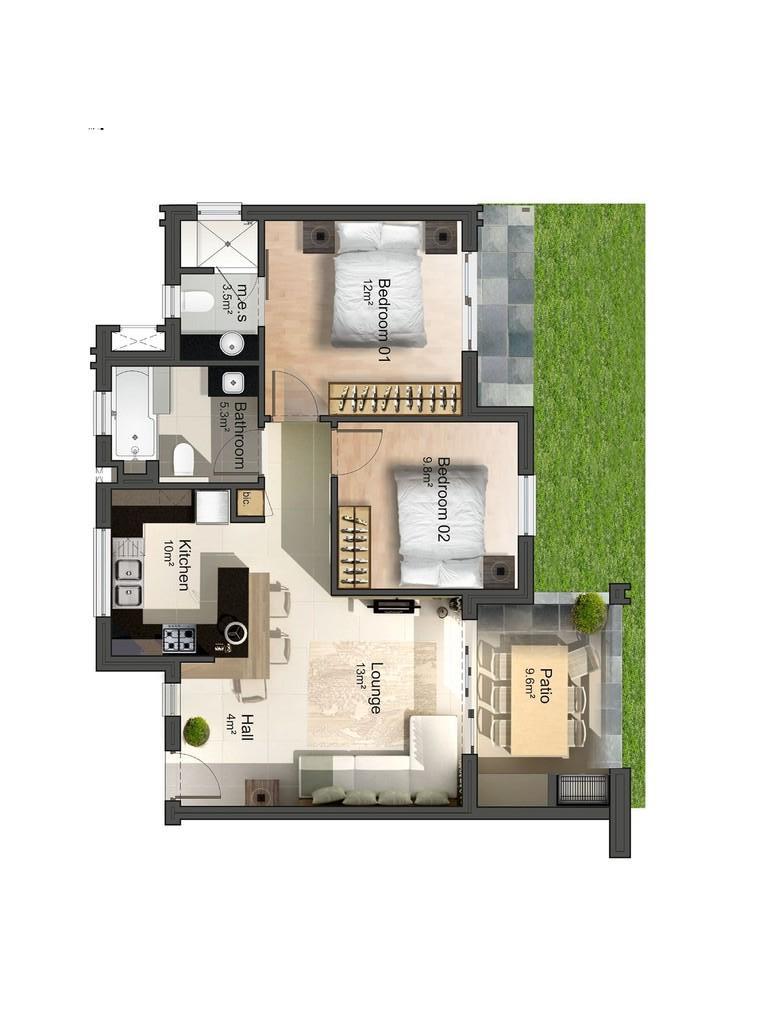 m.e.s
3.5m²
Bedroom 01
12m²
Bathroom
5.3m²
Bedroom 02
9.8m²
bic.
Kitchen
10m²
Lounge
13m²
Patio
9.6m²
Hall
4m²